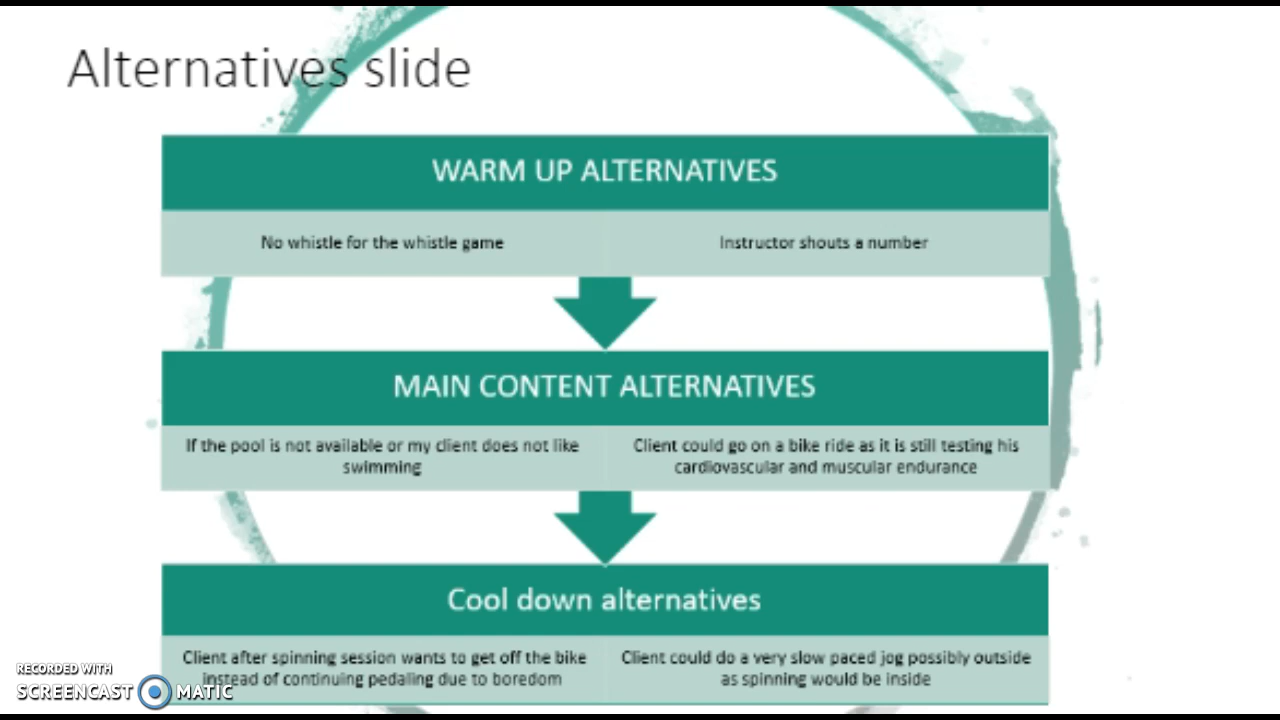 Alternatives slide
WARM UP ALTERNATIVES
No whistle for the whistle game
Instructor shouts a number
MAIN CONTENT ALTERNATIVES
If the pool is not available or my client does not like
swimming
Client could go on a bike ride as it is still testing his
cardiovascular and muscular endurance
Cool down alternatives
Client after spinning session wants to get off the bike
instead of continuing pedaling due to boredom
Client could do a very slow paced jog possibly outside
as spinning would be inside
RECORDED WITH
SCREENCAST MATIC